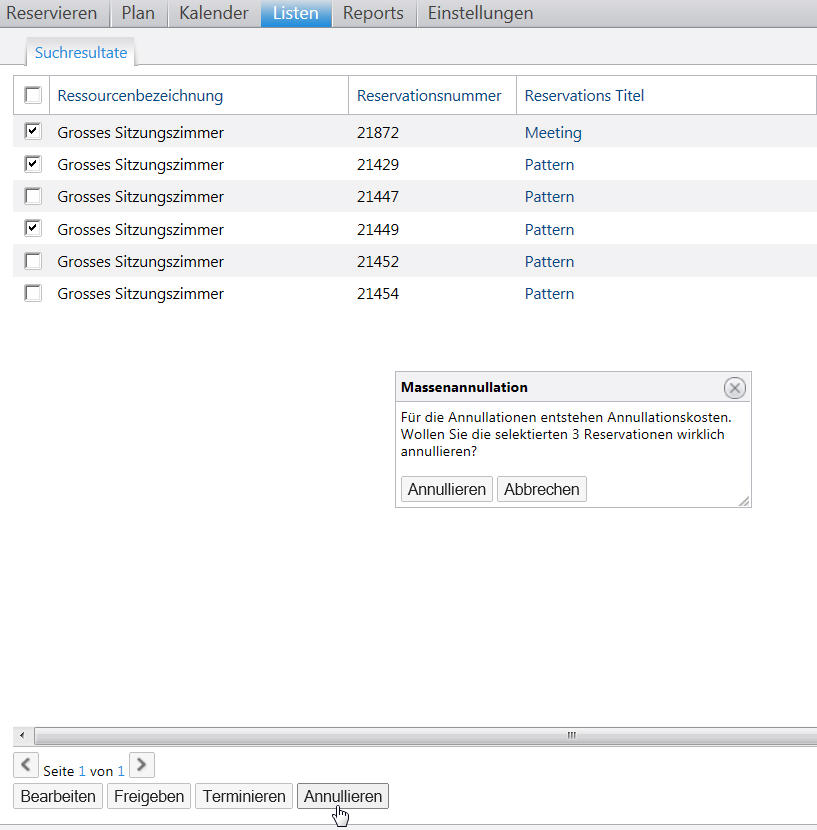 Reservieren Plan Kalender Listen Reports Einstellungen
Suchresultate
Ressourcenbezeichnung Reservationsnummer Reservations Titel
Grosses Sitzungszimmer 21872 Meeting
Grosses Sitzungszimmer 21429 Pattern
Grosses Sitzungszimmer 21447 Pattern
Grosses Sitzungszimmer 21449 Pattern
Grosses Sitzungszimmer 21452 Pattern
Grosses Sitzungszimmer 21454 Pattern
Massenannullation
Für die Annullationen entstehen Annullationskosten.
Wollen Sie die selektierten 3 Reservationen wirklich
annullieren?
Annullieren Abbrechen
Seite 1 von 1
Bearbeiten Freigeben Terminieren Annullieren